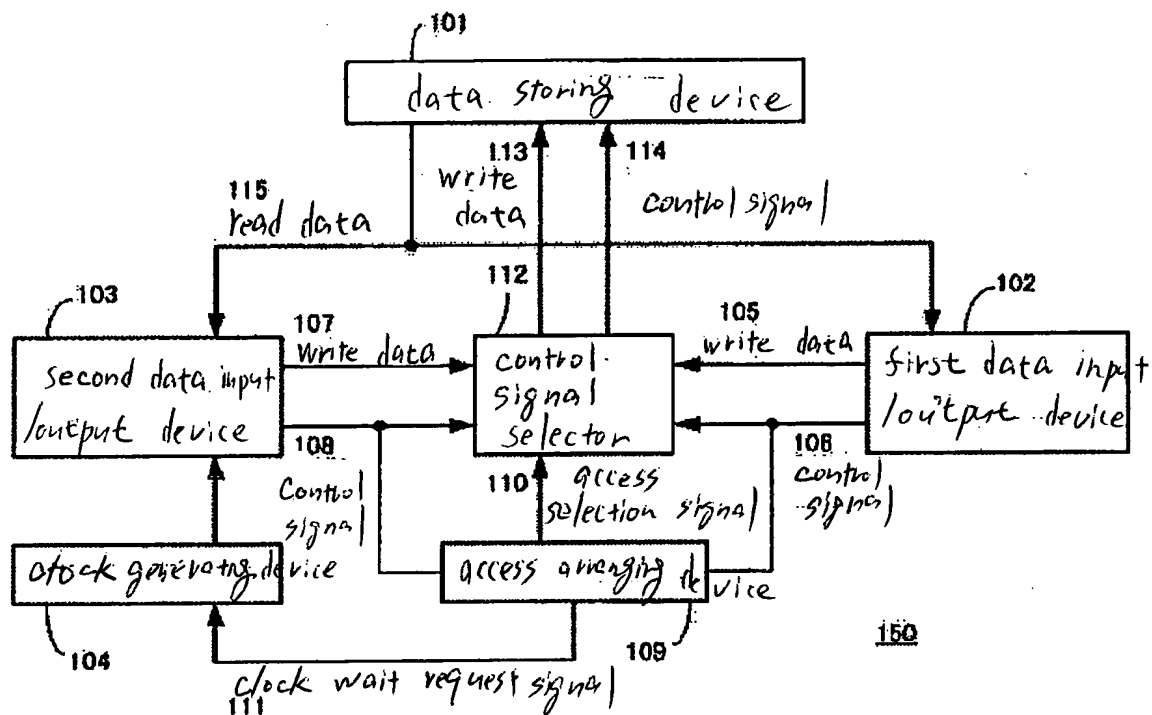 101
data storing device
113
114
write
data
control signal
115
read data
112
103
102
107
write data
105
write data
second data input
/output device
control
signal
selector
first data input
/output device
108
106
control
signal
110
access
selection signal
control
signal
clock generating device
access arranging device
104
109
150
clock wait request signal
111